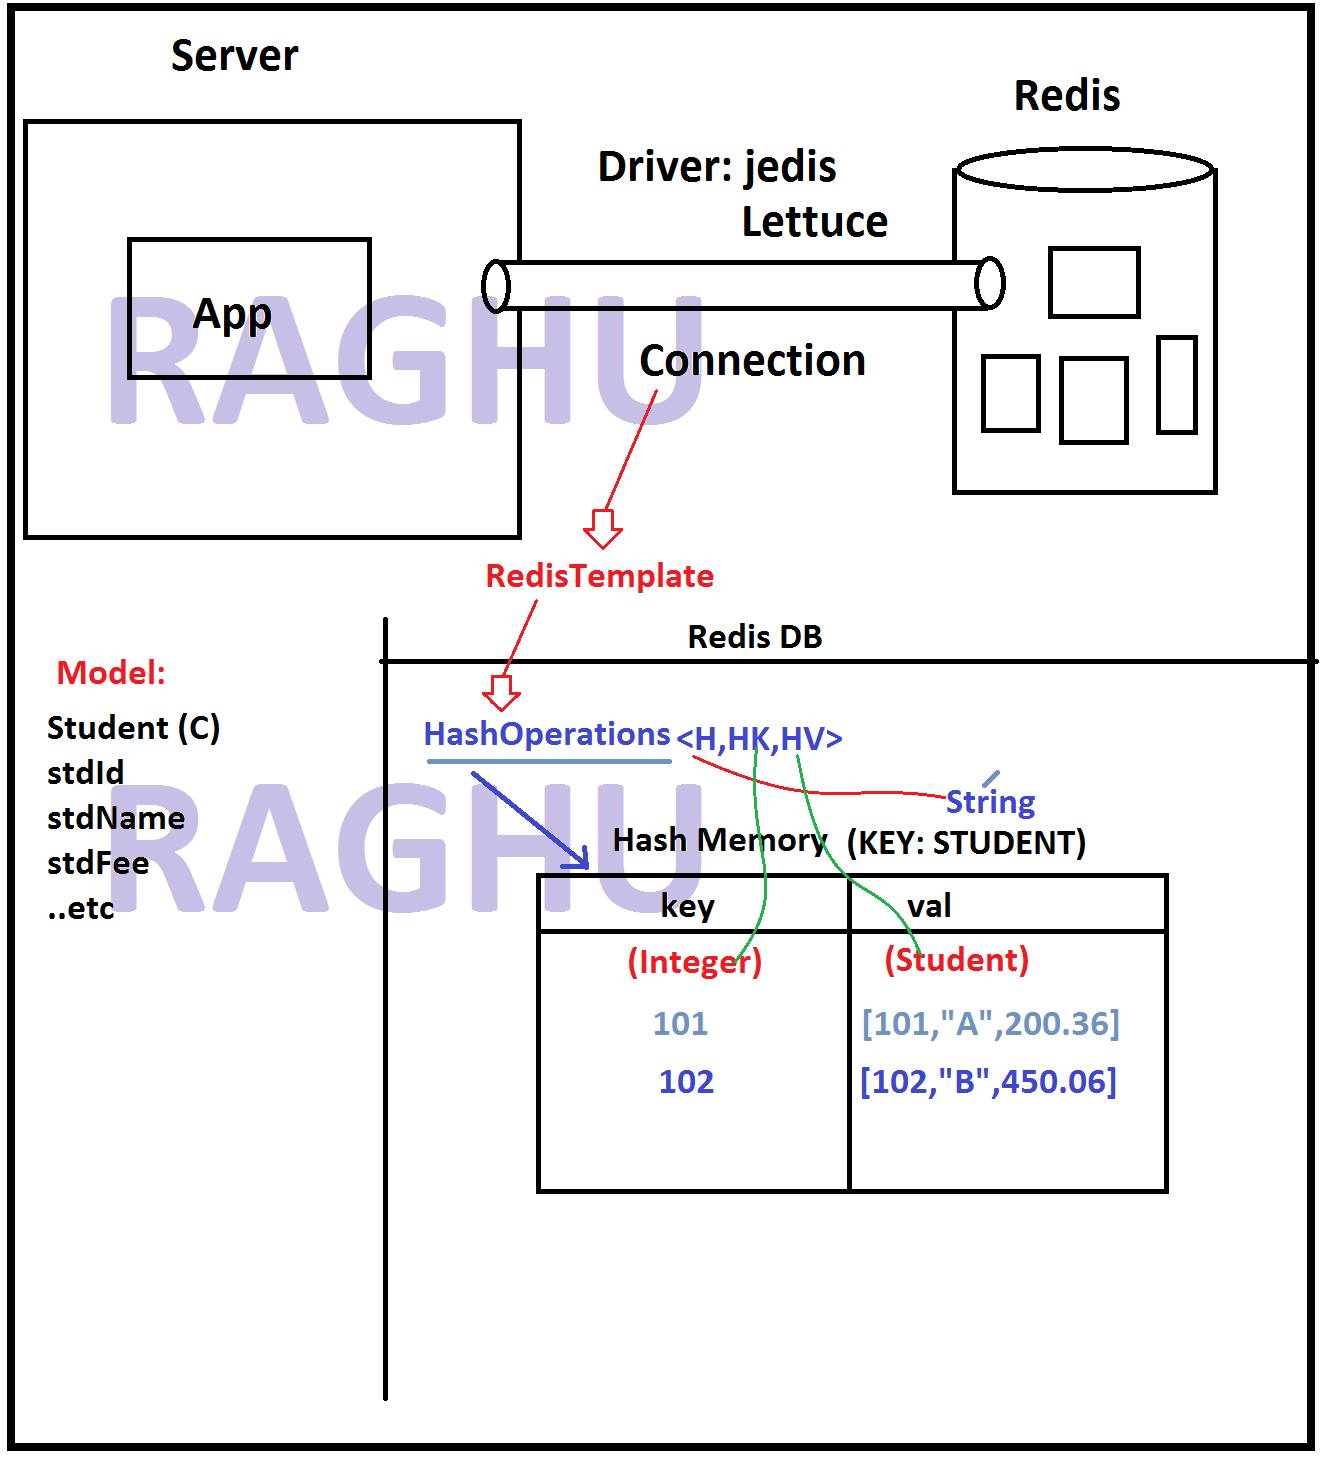 Server
Redis
Driver: jedis
Lettuce
App
RAGHU
Connection
RedisTemplate
Redis DB
Model:
Student (C)
stdId
stdName
stdFee
..etc
HashOperations <H,HK,HV>
String
RAGHU
Hash Memory (KEY: STUDENT)
key val
(Integer) (Student)
101 [101,"A",200.36]
102 [102,"B",450.06]